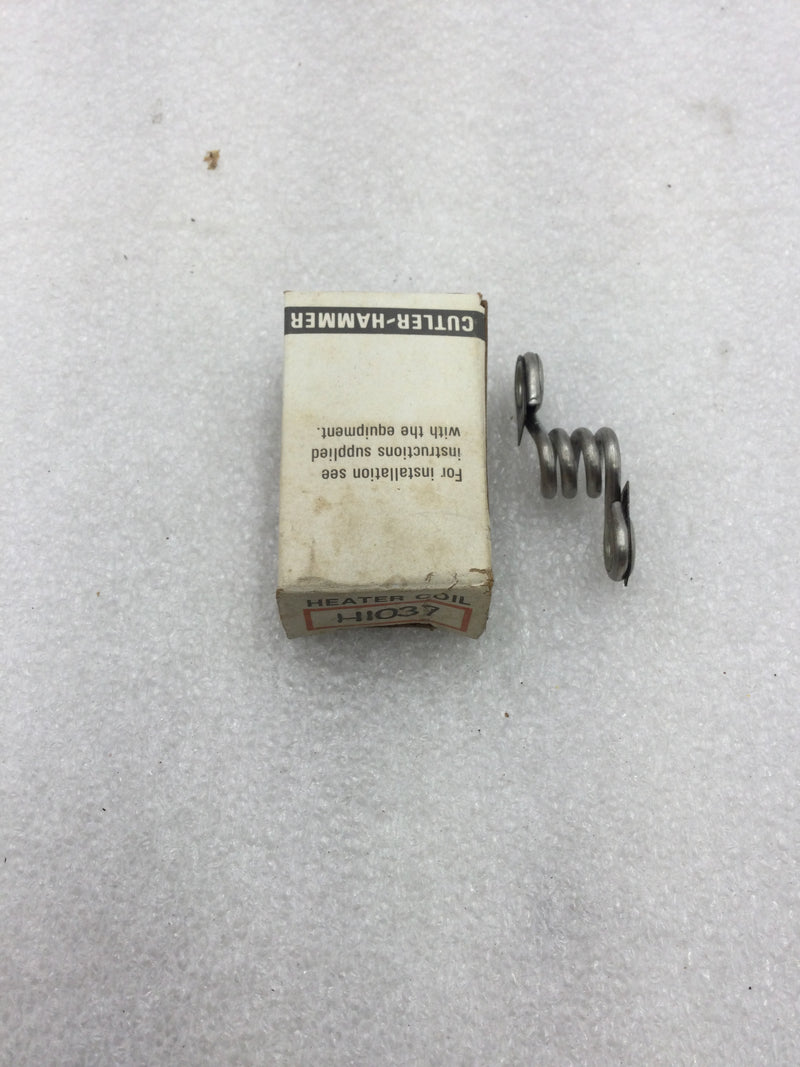 CUTLER-HAMMER
For installation see
instructions supplied
with the equipment.
HEATER COIL
H1037